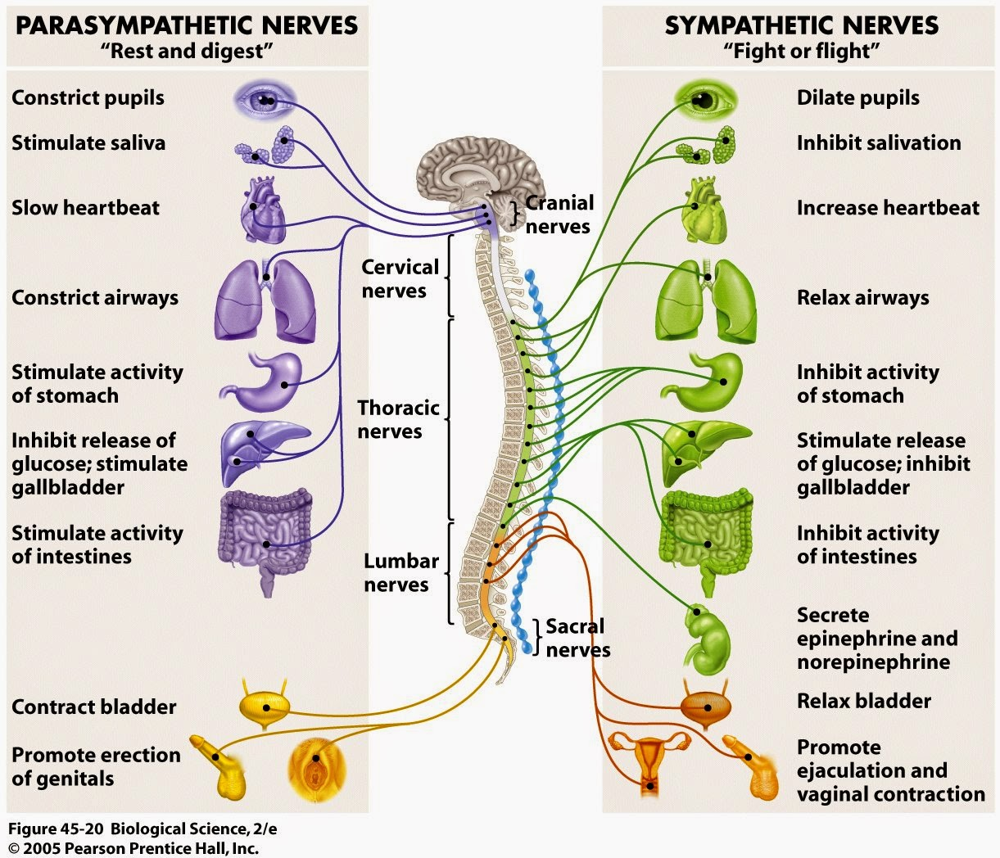 PARASYMPATHETIC NERVES
“Rest and digest”
Constrict pupils
Stimulate saliva
Slow heartbeat
Constrict airways
Stimulate activity
of stomach
Inhibit release of
glucose; stimulate
gallbladder
Stimulate activity
of intestines
Contract bladder
Promote erection
of genitals
Cranial
nerves
Cervical
nerves
Thoracic
nerves
Lumbar
nerves
Sacral
nerves
SYMPATHETIC NERVES
“Fight or flight”
Dilate pupils
Inhibit salivation
Increase heartbeat
Relax airways
Inhibit activity
of stomach
Stimulate release
of glucose; inhibit
gallbladder
Inhibit activity
of intestines
Secrete
epinephrine and
norepinephrine
Relax bladder
Promote
ejaculation and
vaginal contraction
Figure 45-20 Biological Science, 2/e
© 2005 Pearson Prentice Hall, Inc.